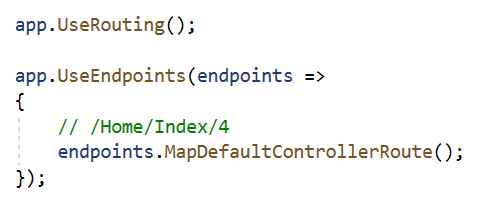 app.UseRouting();
app.UseEndpoints(endpoints =>
{
// /Home/Index/4
endpoints.MapDefaultControllerRoute();
});